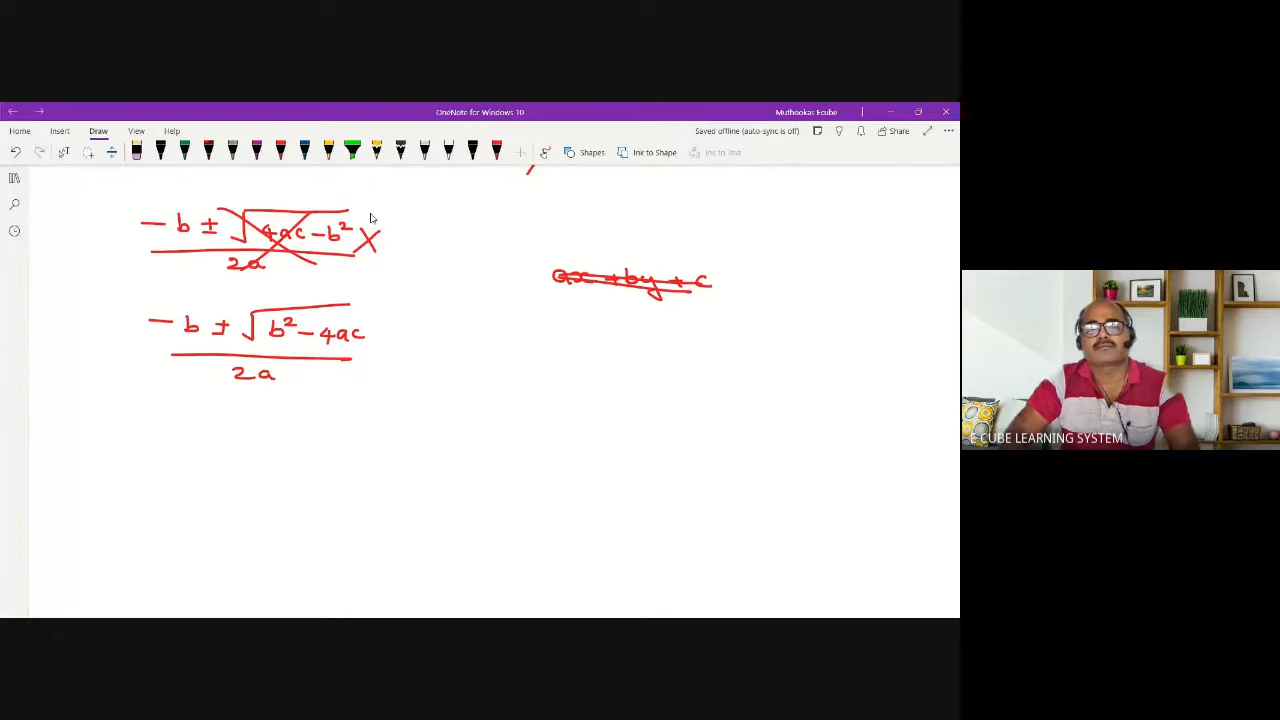 OneNote for Windows 10
Muthookas Ecube
Home Insert Draw View Help
Saved offline (auto-sync is off)
Share
Shapes
Ink to Shape
Ink to Text
− b ± √4ac − b² X
2a
ax + by + c
− b ± √b² − 4ac
2a
E CUBE LEARNING SYSTEM